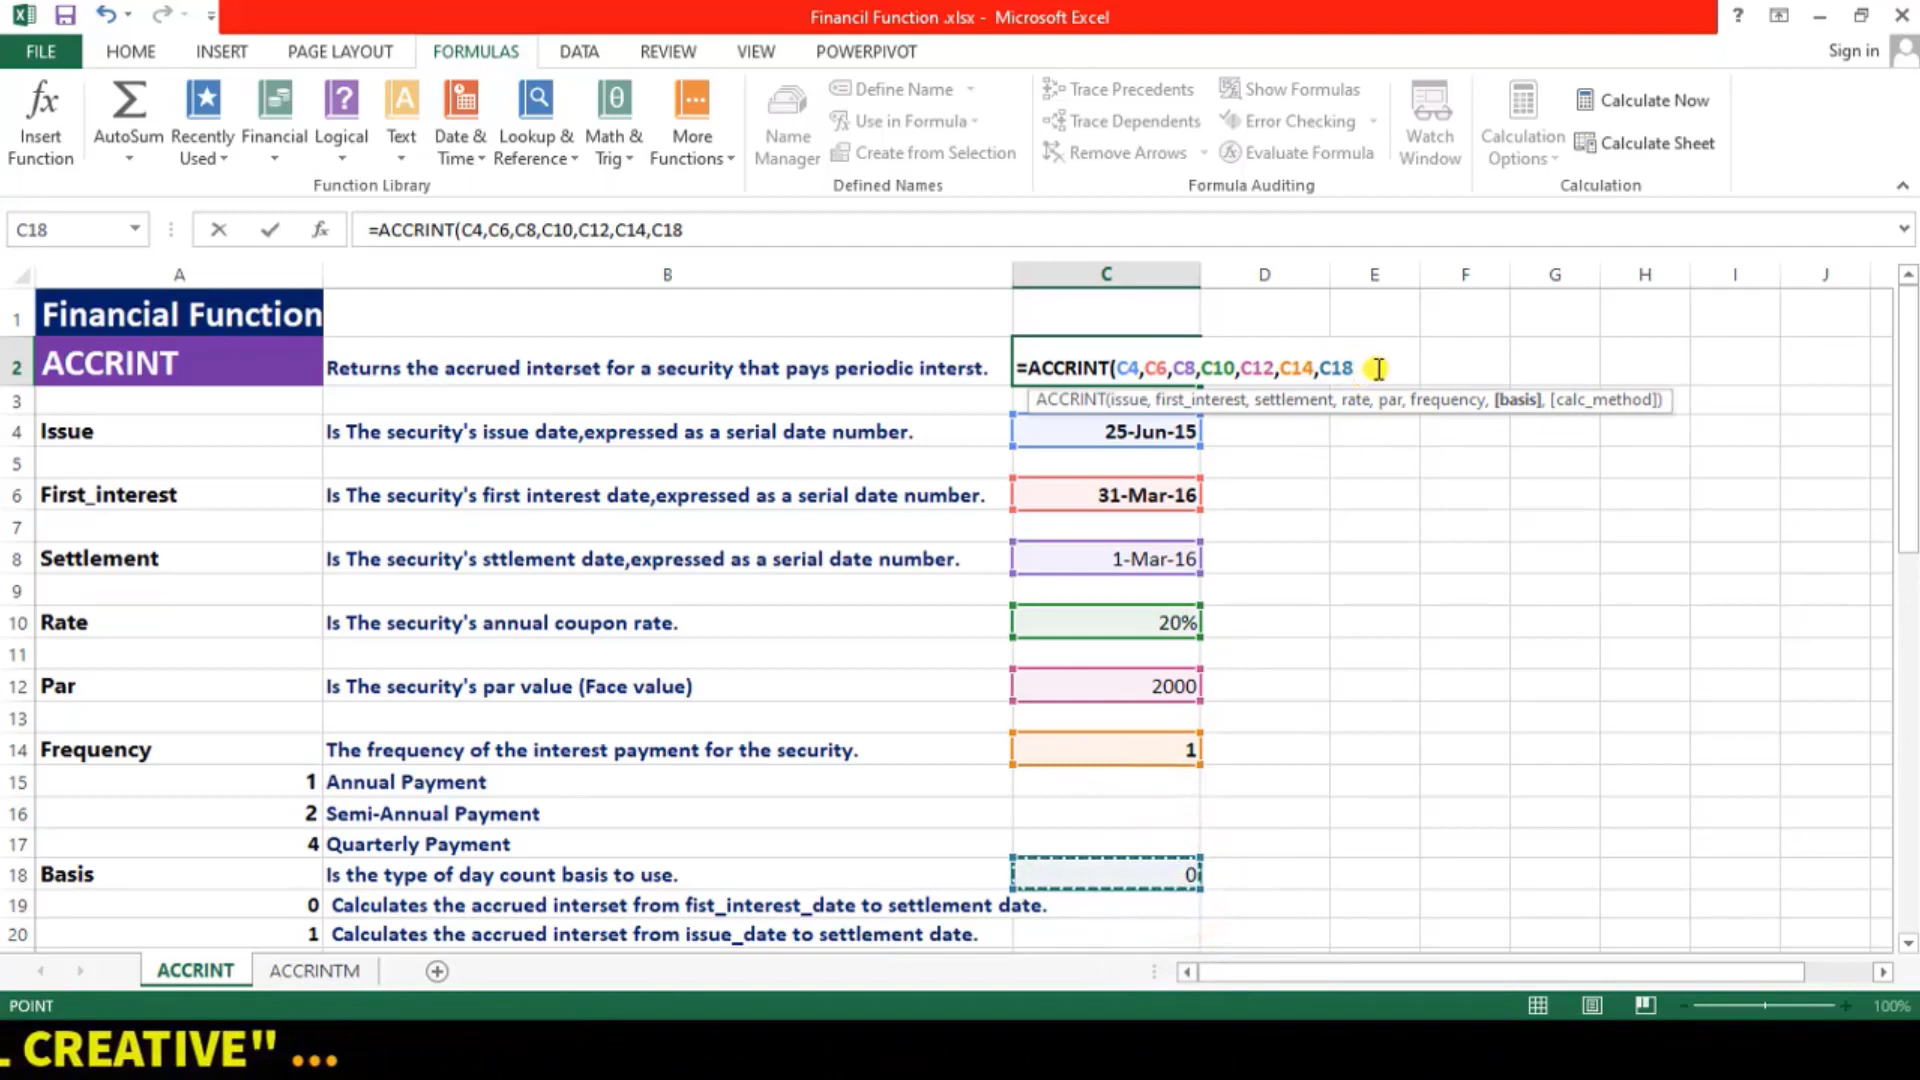 Financil Function .xlsx - Microsoft Excel
?
FILE HOME INSERT PAGE LAYOUT FORMULAS DATA REVIEW VIEW POWERPIVOT Sign in
fx Insert Function
AutoSum
Recently Used
Financial
Logical
Text
Date & Time
Lookup & Reference
Math & Trig
More Functions
Function Library
Name Manager
Define Name
Use in Formula
Create from Selection
Defined Names
Trace Precedents
Trace Dependents
Remove Arrows
Show Formulas
Error Checking
Evaluate Formula
Formula Auditing
Watch Window
Calculation Options
Calculate Now
Calculate Sheet
Calculation
C18 fx =ACCRINT(C4,C6,C8,C10,C12,C14,C18
A B C D E F G H I J
1 Financial Function
2 ACCRINT Returns the accrued interset for a security that pays periodic interst. =ACCRINT(C4,C6,C8,C10,C12,C14,C18
3 ACCRINT(issue, first_interest, settlement, rate, par, frequency, [basis], [calc_method])
4 Issue Is The security's issue date,expressed as a serial date number. 25-Jun-15
5
6 First_interest Is The security's first interest date,expressed as a serial date number. 31-Mar-16
7
8 Settlement Is The security's sttlement date,expressed as a serial date number. 1-Mar-16
9
10 Rate Is The security's annual coupon rate. 20%
11
12 Par Is The security's par value (Face value) 2000
13
14 Frequency The frequency of the interest payment for the security. 1
15 1 Annual Payment
16 2 Semi-Annual Payment
17 4 Quarterly Payment
18 Basis Is the type of day count basis to use. 0
19 0 Calculates the accrued interset from fist_interest_date to settlement date.
20 1 Calculates the accrued interset from issue_date to settlement date.
ACCRINT ACCRINTM
POINT 100%
CREATIVE" ...